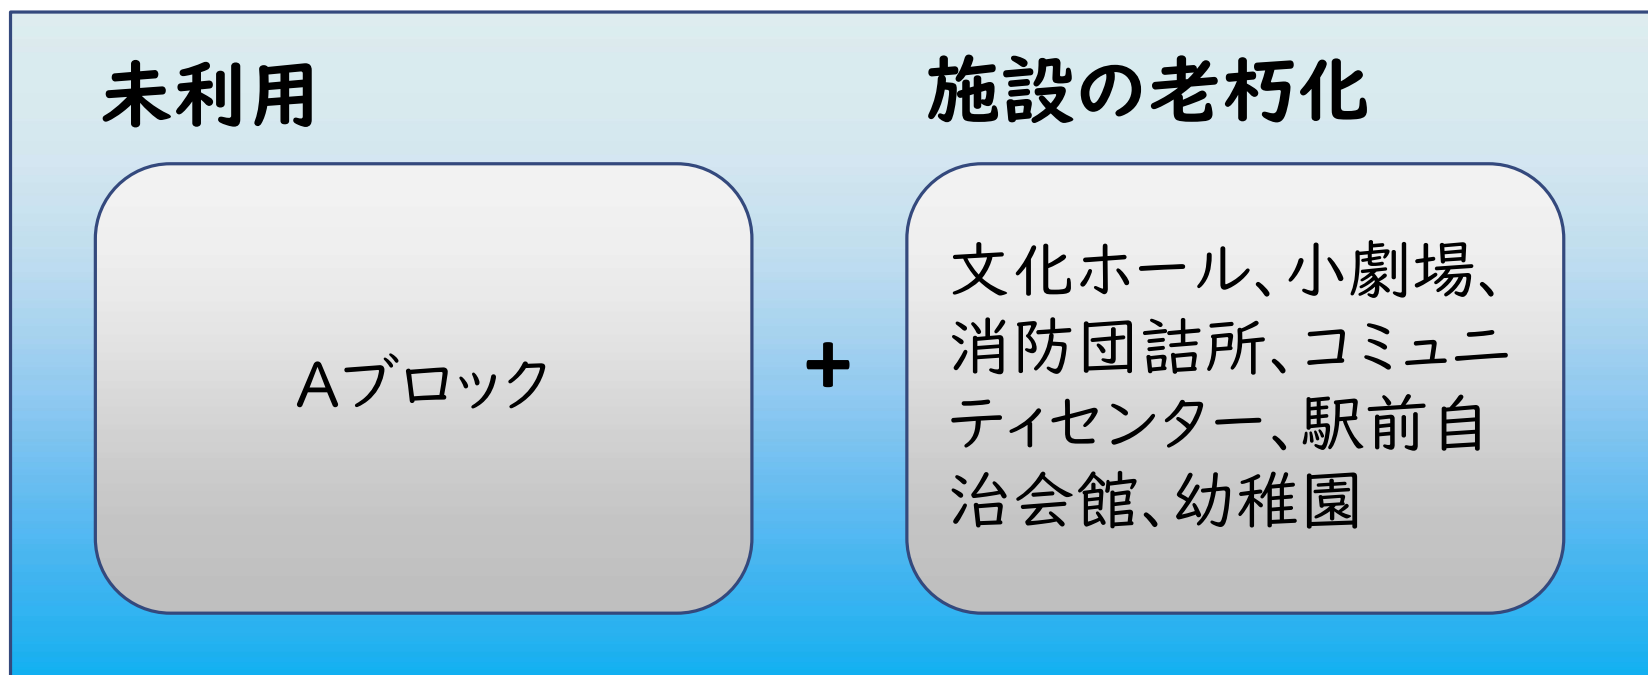 未利用
施設の老朽化
Aブロック
+
文化ホール、小劇場、
消防団詰所、コミュニ
ティセンター、駅前自
治会館、幼稚園